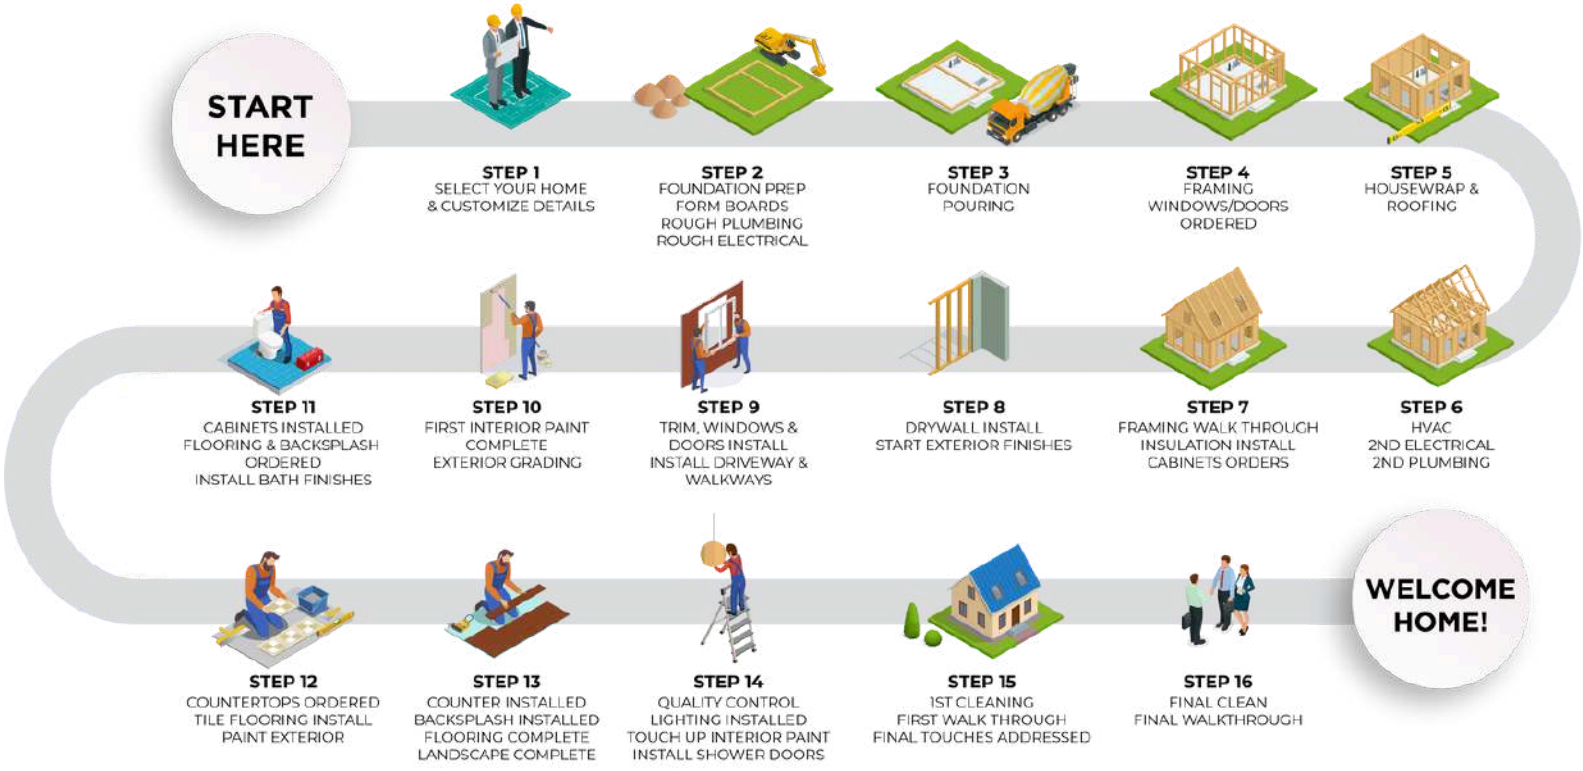 START
HERE
STEP 1
SELECT YOUR HOME
& CUSTOMIZE DETAILS
STEP 2
FOUNDATION PREP
FORM BOARDS
ROUGH PLUMBING
ROUGH ELECTRICAL
STEP 3
FOUNDATION
POURING
STEP 4
FRAMING
WINDOWS/DOORS
ORDERED
STEP 5
HOUSEWRAP &
ROOFING
STEP 6
HVAC
2ND ELECTRICAL
2ND PLUMBING
STEP 7
FRAMING WALK THROUGH
INSULATION INSTALL
CABINETS ORDERS
STEP 8
DRYWALL INSTALL
START EXTERIOR FINISHES
STEP 9
TRIM, WINDOWS &
DOORS INSTALL
INSTALL DRIVEWAY &
WALKWAYS
STEP 10
FIRST INTERIOR PAINT
COMPLETE
EXTERIOR GRADING
STEP 11
CABINETS INSTALLED
FLOORING & BACKSPLASH
ORDERED
INSTALL BATH FINISHES
STEP 12
COUNTERTOPS ORDERED
TILE FLOORING INSTALL
PAINT EXTERIOR
STEP 13
COUNTER INSTALLED
BACKSPLASH INSTALLED
FLOORING COMPLETE
LANDSCAPE COMPLETE
STEP 14
QUALITY CONTROL
LIGHTING INSTALLED
TOUCH UP INTERIOR PAINT
INSTALL SHOWER DOORS
STEP 15
1ST CLEANING
FIRST WALK THROUGH
FINAL TOUCHES ADDRESSED
STEP 16
FINAL CLEAN
FINAL WALKTHROUGH
WELCOME
HOME!